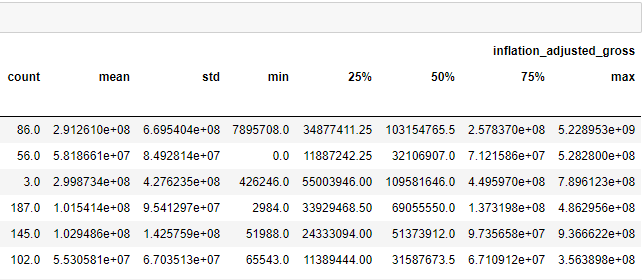 inflation_adjusted_gross
count mean std min 25% 50% 75% max
86.0 2.912610e+08 6.695404e+08 7895708.0 34877411.25 103154765.5 2.578370e+08 5.228953e+09
56.0 5.818661e+07 8.492814e+07 0.0 11887242.25 32106907.0 7.121586e+07 5.282800e+08
3.0 2.998734e+08 4.276235e+08 426246.0 55003946.00 109581646.0 4.495970e+08 7.896123e+08
187.0 1.015414e+08 9.541297e+07 2984.0 33929468.50 69055550.0 1.373198e+08 4.862956e+08
145.0 1.029486e+08 1.425759e+08 51988.0 24333094.00 51373912.0 9.735658e+07 9.366622e+08
102.0 5.530581e+07 6.703513e+07 65543.0 11389444.00 31587673.5 6.710912e+07 3.563898e+08